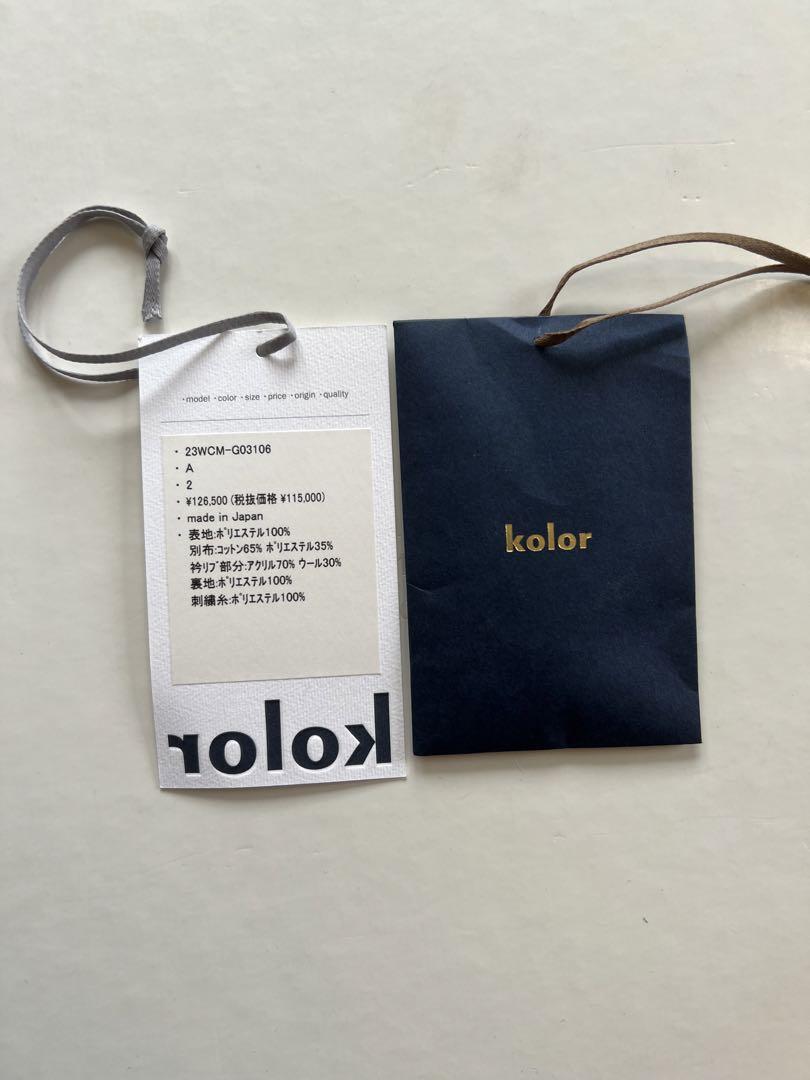 ・model ・color ・size ・price ・origin ・quality
・23WCM-G03106
・A
・2
・¥126,500(税抜価格 ¥115,000)
・made in Japan
・表地:ﾎﾟﾘｴｽﾃﾙ100%
別布:ｺｯﾄﾝ65% ﾎﾟﾘｴｽﾃﾙ35%
衿ﾘﾌﾞ部分:ｱｸﾘﾙ70% ｳｰﾙ30%
裏地:ﾎﾟﾘｴｽﾃﾙ100%
刺繍糸:ﾎﾟﾘｴｽﾃﾙ100%
kolor
kolor